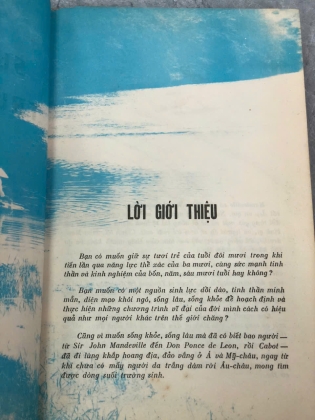 LỜI GIỚI THIỆU
Bạn có muốn giữ sự tươi trẻ của tuổi đôi mươi trong khi
tiến lần qua năng lực thể xác của ba mươi, cùng sức mạnh tinh
thần và kinh nghiệm của bốn, năm, sáu mươi tuổi hay không ?
Bạn muốn có một nguồn sinh lực dồi dào, tinh thần minh
mẫn, diện mạo khôi ngô, sống lâu, sống khỏe để hoạch định và
thực hiện những chương trình vĩ đại của đời mình cách có hiệu
quả như mọi người khác trên thế giới chăng ?
Cũng vì muốn sống khỏe, sống lâu mà đã có biết bao người —
từ Sir John Mandeville đến Don Ponce de Leon, rồi Cabot —
đã đi lùng khắp hoang địa, đảo vắng ở Á và Mỹ-châu, ngay từ
khi chưa có mấy người da trắng dám rời Âu-châu, mong tìm
được dòng suối trường sinh.